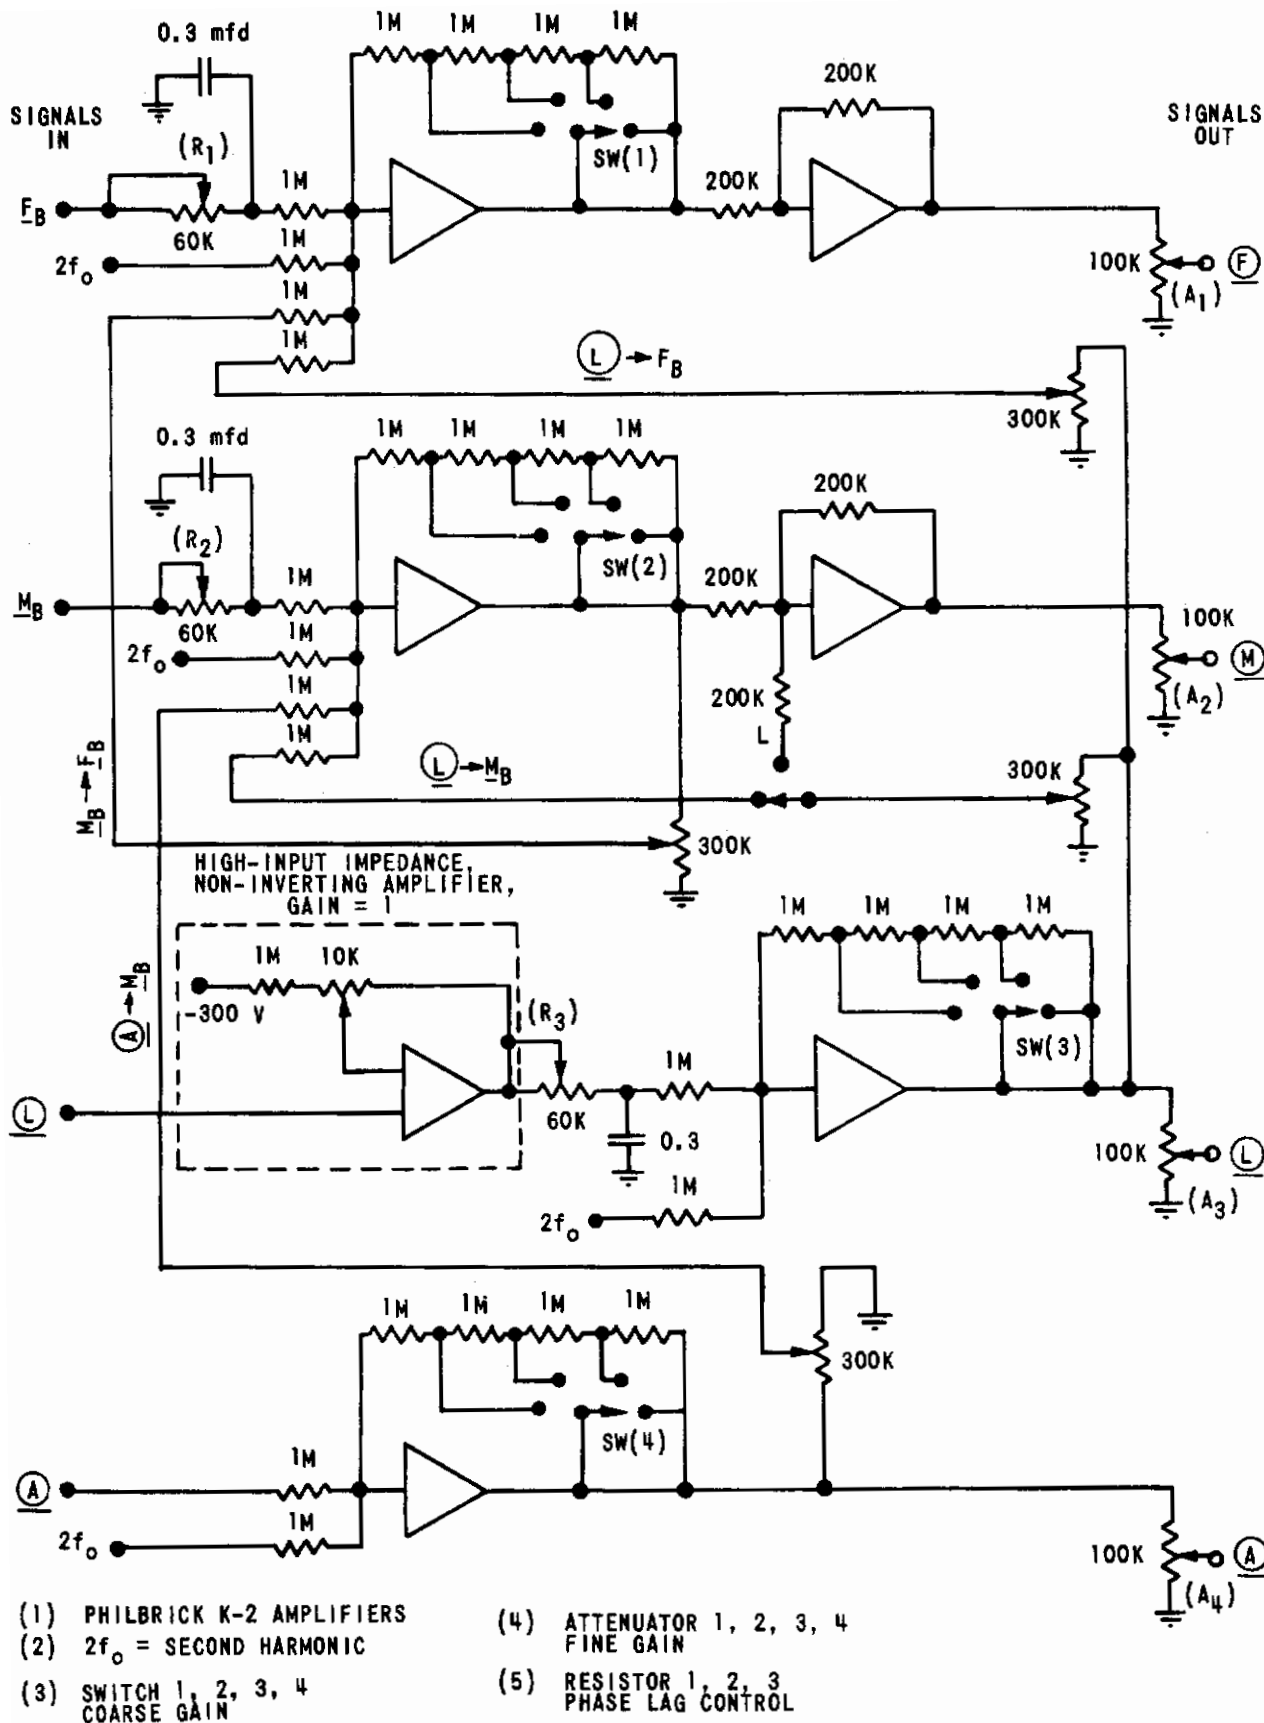 1M 1M 1M 1M
0.3 mfd
200K
SIGNALS
IN
SIGNALS
OUT
(R1)
SW(1)
1M
200K
FB
60K
1M
2fo
100K
F
1M
(A1)
1M
L → FB
300K
1M 1M 1M 1M
0.3 mfd
200K
(R2)
SW(2)
1M
200K
MB
60K
100K
1M
2fo
M
1M
200K
(A2)
1M
L
L → MB
300K
MB → FB
300K
HIGH-INPUT IMPEDANCE,
NON-INVERTING AMPLIFIER,
GAIN = 1
1M 1M 1M 1M
1M 10K
-300 V
A → MB
(R3)
SW(3)
1M
L
60K
0.3
100K
L
1M
(A3)
2fo
1M 1M 1M 1M
300K
SW(4)
1M
A
1M
2fo
100K
A
(A4)
(1) PHILBRICK K-2 AMPLIFIERS
(2) 2fo = SECOND HARMONIC
(3) SWITCH 1, 2, 3, 4
COARSE GAIN
(4) ATTENUATOR 1, 2, 3, 4
FINE GAIN
(5) RESISTOR 1, 2, 3
PHASE LAG CONTROL